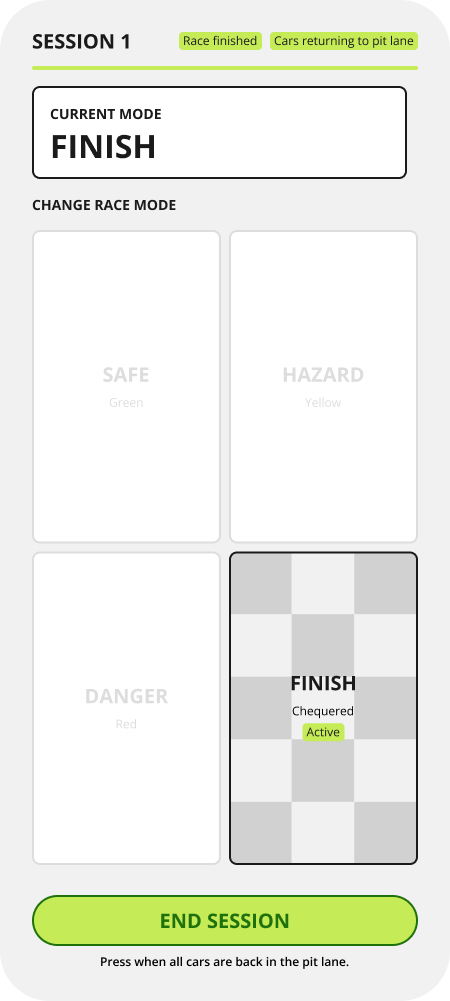 SESSION 1
Race finished
Cars returning to pit lane
CURRENT MODE
FINISH
CHANGE RACE MODE
SAFE
Green
HAZARD
Yellow
DANGER
Red
FINISH
Chequered
Active
END SESSION
Press when all cars are back in the pit lane.